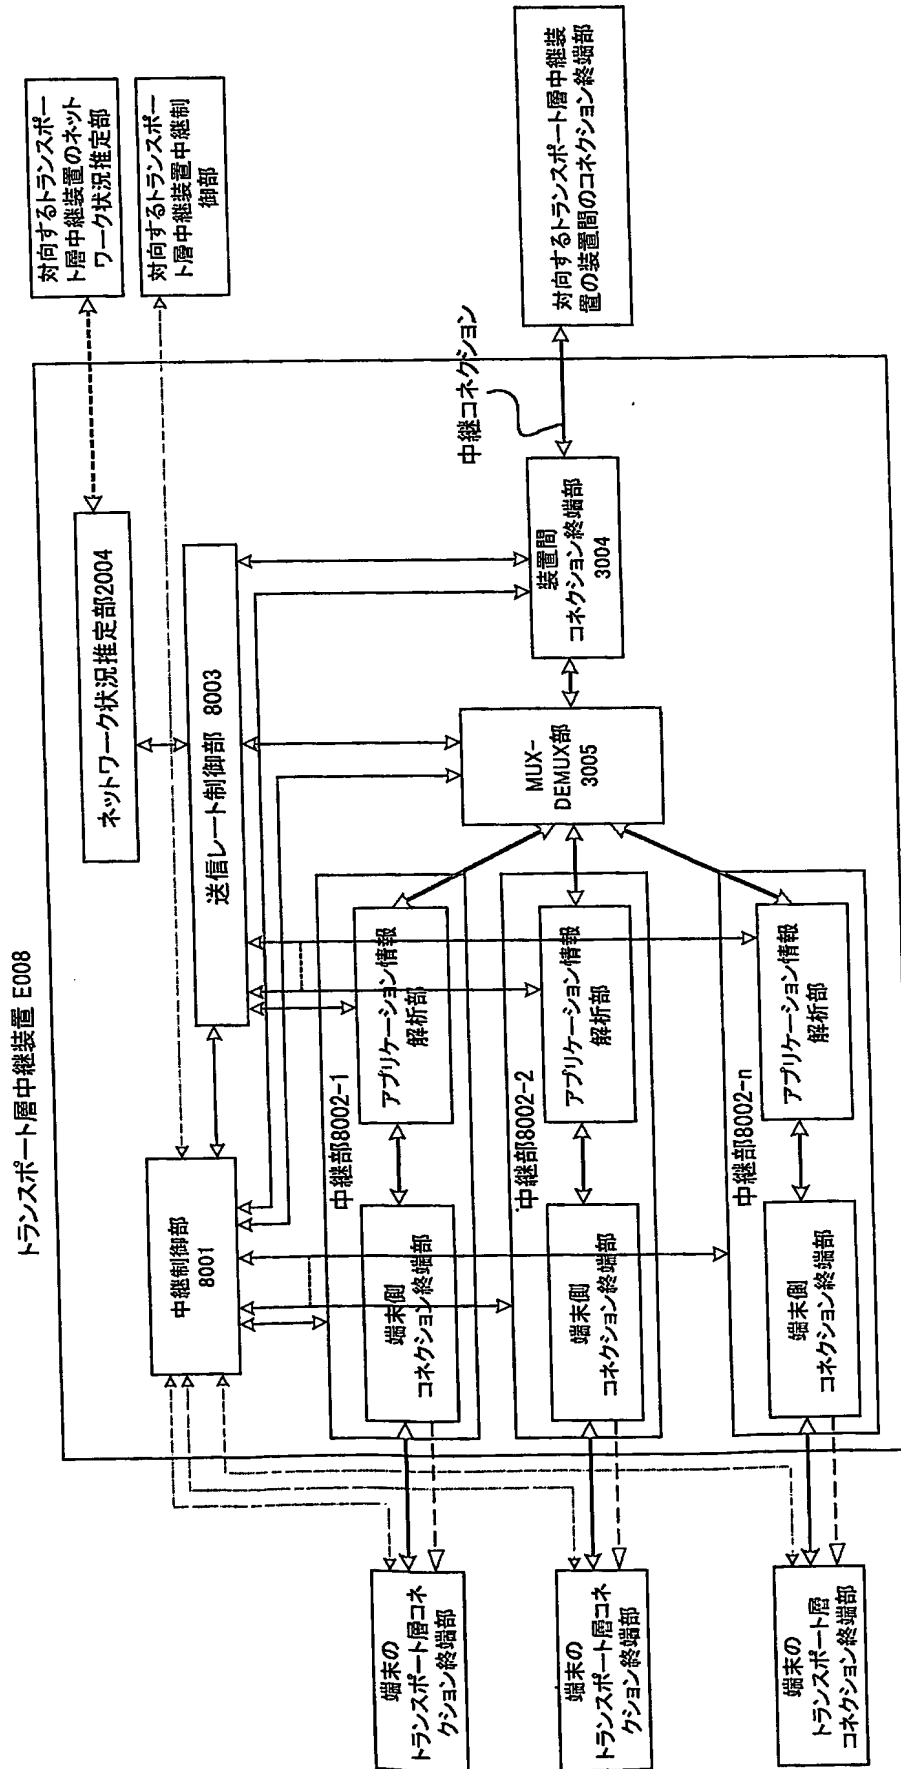 トランスポート層中継装置 E008
対向するトランスポー
ト層中継装置のネット
ワーク状況推定部
対向するトランスポー
ト層中継装置中継制
御部
ネットワーク状況推定部2004
送信レート制御部 8003
中継制御部
8001
中継コネクション
対向するトランスポート層中継装
置の装置間のコネクション終端部
装置間
コネクション終端部
3004
MUX-
DEMUX部
3005
中継部8002-1
アプリケーション情報
解析部
端末側
コネクション終端部
中継部8002-2
アプリケーション情報
解析部
端末側
コネクション終端部
中継部8002-n
アプリケーション情報
解析部
端末側
コネクション終端部
端末の
トランスポート層コネ
クション終端部
端末の
トランスポート層コネ
クション終端部
端末の
トランスポート層
コネクション終端部